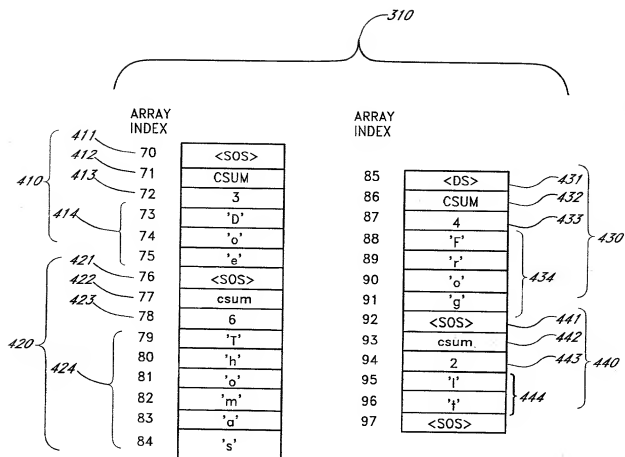 310
ARRAY INDEX
411 70 <SOS>
412 71 CSUM
413 72 3
410
414 73 'D'
74 'o'
75 'e'
421 76 <SOS>
422 77 csum
423 78 6
420
424 79 'T'
80 'h'
81 'o'
82 'm'
83 'a'
84 's'
ARRAY INDEX
85 <DS> 431
86 CSUM 432
87 4 433
430
88 'F'
89 'r'
434
90 'o'
91 'g'
92 <SOS> 441
93 csum 442
94 2 443
440
95 'I'
96 't' 444
97 <SOS>